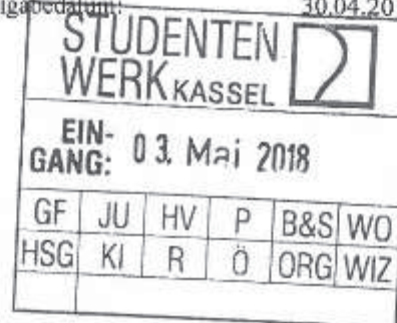 30.04.20
STUDENTEN
WERK KASSEL
EIN-
GANG: 03. Mai 2018
GF JU HV P B&S WO
HSG KI R Ö ORG WIZ